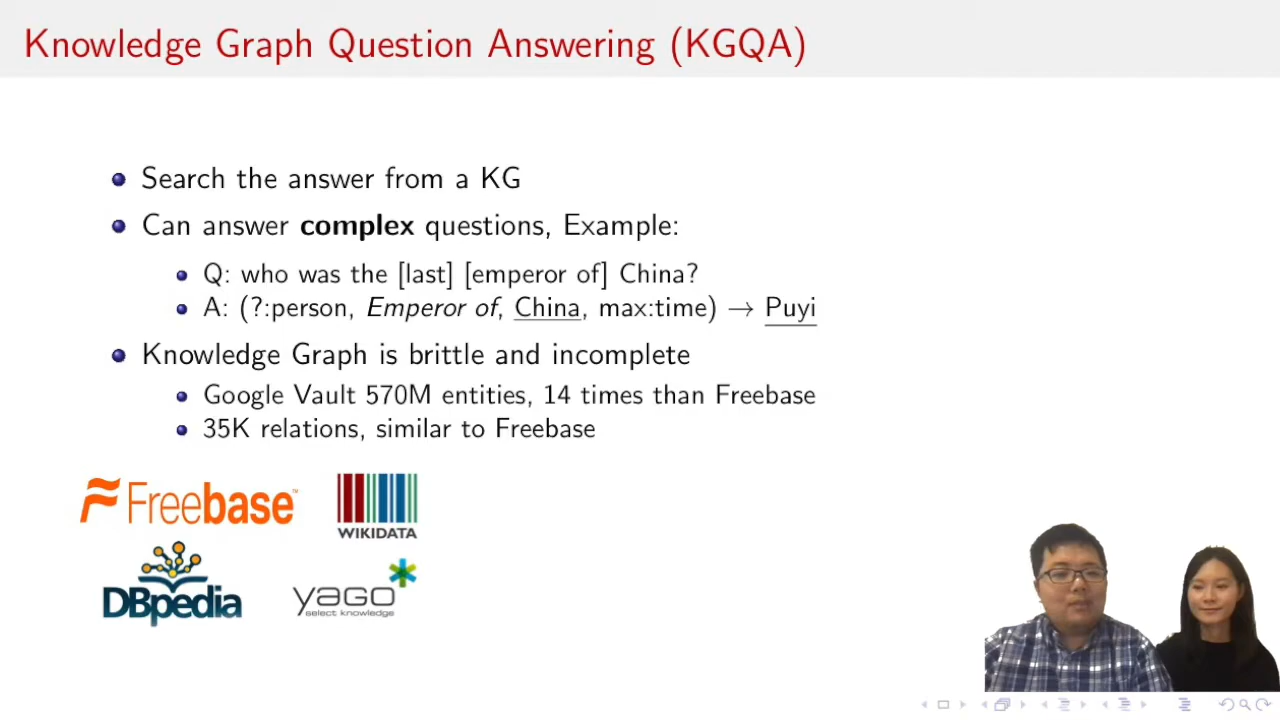 Knowledge Graph Question Answering (KGQA)
Search the answer from a KG
Can answer complex questions, Example:
Q: who was the [last] [emperor of] China?
A: (?:person, Emperor of, China, max:time) → Puyi
Knowledge Graph is brittle and incomplete
Google Vault 570M entities, 14 times than Freebase
35K relations, similar to Freebase
Freebase™
WIKIDATA
DBpedia
yago
select knowledge